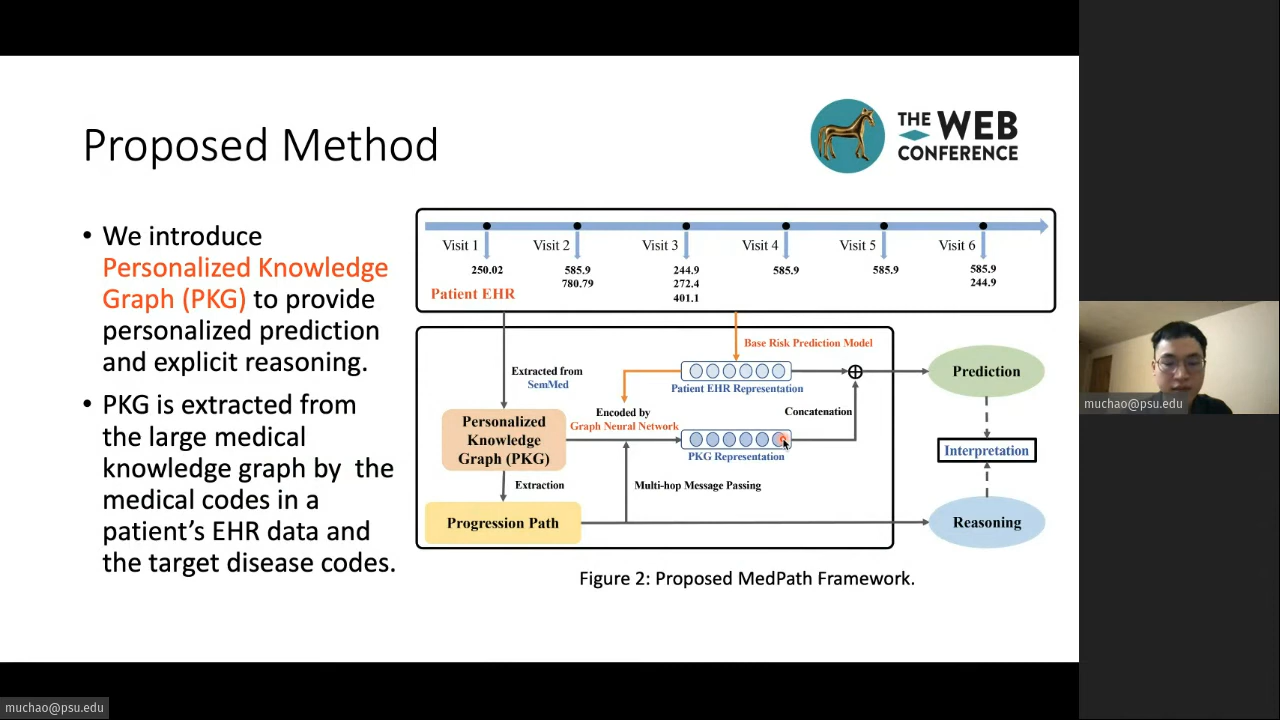 Proposed Method
THE WEB
CONFERENCE
• We introduce
Personalized Knowledge
Graph (PKG) to provide
personalized prediction
and explicit reasoning.
• PKG is extracted from
the large medical
knowledge graph by the
medical codes in a
patient's EHR data and
the target disease codes.
Visit 1
Visit 2
Visit 3
Visit 4
Visit 5
Visit 6
250.02
585.9
780.79
244.9
272.4
401.1
585.9
585.9
585.9
244.9
Patient EHR
Base Risk Prediction Model
Extracted from
SemMed
Patient EHR Representation
Prediction
Encoded by
Graph Neural Network
Concatenation
Personalized
Knowledge
Graph (PKG)
PKG Representation
Interpretation
Extraction
Multi-hop Message Passing
Progression Path
Reasoning
Figure 2: Proposed MedPath Framework.
muchao@psu.edu
muchao@psu.edu